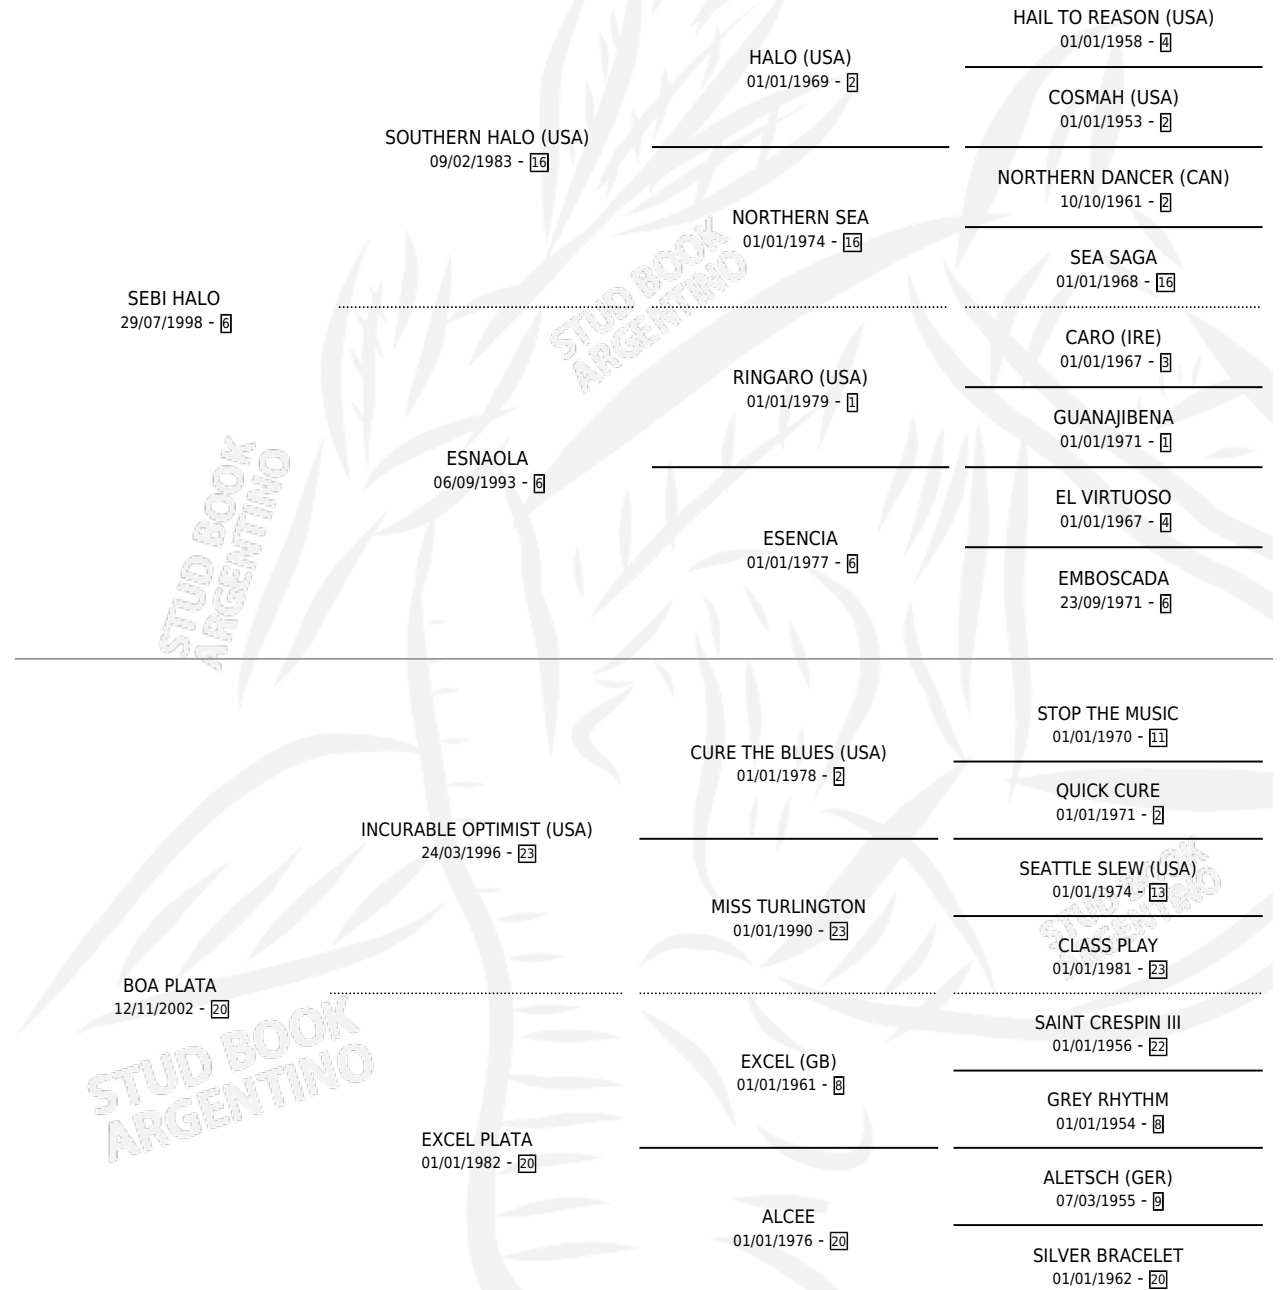 HAIL TO REASON (USA)
01/01/1958 - 4
HALO (USA)
01/01/1969 - 2
COSMAH (USA)
01/01/1953 - 2
SOUTHERN HALO (USA)
09/02/1983 - 16
NORTHERN DANCER (CAN)
10/10/1961 - 2
NORTHERN SEA
01/01/1974 - 16
SEA SAGA
01/01/1968 - 16
SEBI HALO
29/07/1998 - 6
CARO (IRE)
01/01/1967 - 3
RINGARO (USA)
01/01/1979 - 1
GUANAJIBENA
01/01/1971 - 1
ESNAOLA
06/09/1993 - 6
EL VIRTUOSO
01/01/1967 - 4
ESENCIA
01/01/1977 - 6
EMBOSCADA
23/09/1971 - 6
STUD BOOK
ARGENTINO
STUD BOOK
ARGENTINO
STOP THE MUSIC
01/01/1970 - 11
CURE THE BLUES (USA)
01/01/1978 - 2
QUICK CURE
01/01/1971 - 2
INCURABLE OPTIMIST (USA)
24/03/1996 - 23
SEATTLE SLEW (USA)
01/01/1974 - 13
MISS TURLINGTON
01/01/1990 - 23
CLASS PLAY
01/01/1981 - 23
BOA PLATA
12/11/2002 - 20
SAINT CRESPIN III
01/01/1956 - 22
EXCEL (GB)
01/01/1961 - 8
GREY RHYTHM
01/01/1954 - 8
EXCEL PLATA
01/01/1982 - 20
ALETSCH (GER)
07/03/1955 - 9
ALCEE
01/01/1976 - 20
SILVER BRACELET
01/01/1962 - 20
STUD BOOK
ARGENTINO
STUD BOOK
ARGENTINO